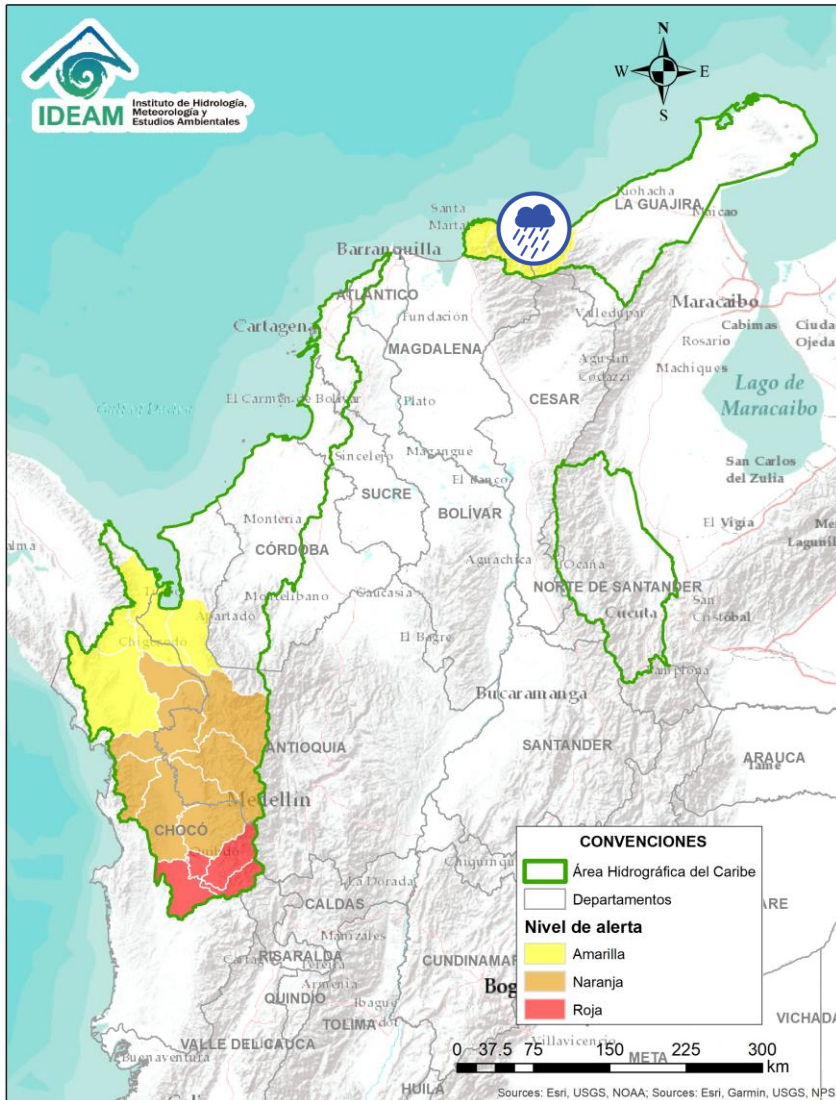 IDEAM
Instituto de Hidrología,
Meteorología y
Estudios Ambientales
N
W
E
S
Riohacha
LA GUAJIRA
Maicao
Santa
Marta
Barranquilla
ATLÁNTICO
Maracaibo
Cabimas
Ciudad
Ojeda
Fundación
Valledupar
Cartagena
Rosario
MAGDALENA
Agustín
Codazzi
Machiques
CESAR
Lago de
Maracaibo
El Carmen de Bolívar
Plato
Sincelejo
Magangué
San Carlos
del Zulia
SUCRE
El Banco
Montería
BOLÍVAR
El Vigía
CÓRDOBA
Aguachica
Ocaña
Montelíbano
Caucasia
NORTE DE SANTANDER
Apartado
Cúcuta
San
Cristóbal
Chigorodo
El Bagre
Pamplona
Bucaramanga
ANTIOQUIA
SANTANDER
ARAUCA
Tame
Medellín
CHOCÓ
Quibdó
La Dorada
CALDAS
Manizales
RISARALDA
Pereira
Armenia
QUINDÍO
Ibague
TOLIMA
VALLE DEL CAUCA
Buenaventura
HUILA
Villavicencio
META
VICHADA
CONVENCIONES
Área Hidrográfica del Caribe
Departamentos
Nivel de alerta
Amarilla
Naranja
Roja
0 37.5 75 150 225 300
km
Sources: Esri, USGS, NOAA; Sources: Esri, Garmin, USGS, NPS